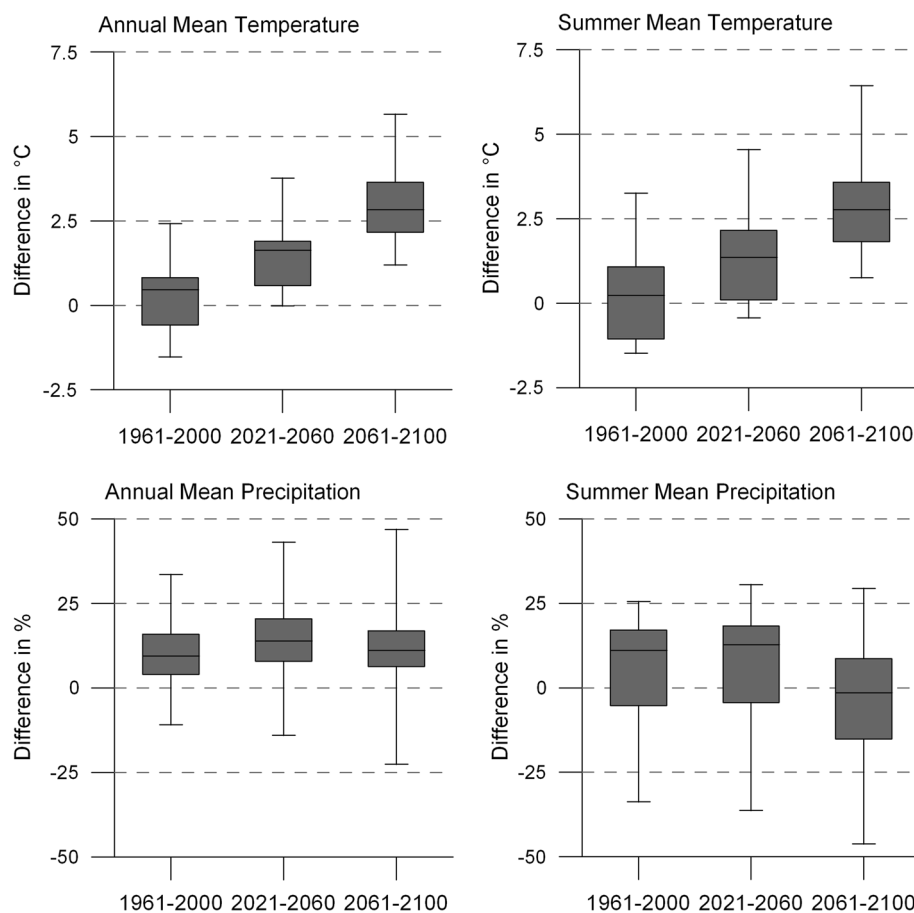 Annual Mean Temperature
Difference in °C
7.5
5
2.5
0
-2.5
1961-2000 2021-2060 2061-2100
Summer Mean Temperature
Difference in °C
7.5
5
2.5
0
-2.5
1961-2000 2021-2060 2061-2100
Annual Mean Precipitation
Difference in %
50
25
0
-25
-50
1961-2000 2021-2060 2061-2100
Summer Mean Precipitation
Difference in %
50
25
0
-25
-50
1961-2000 2021-2060 2061-2100